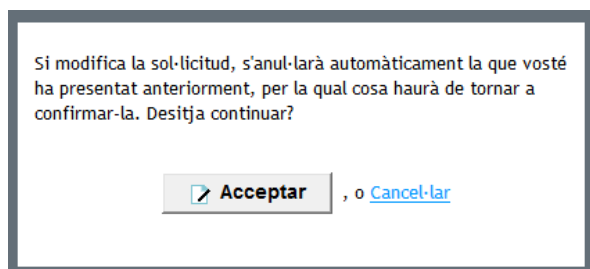 Si modifica la sol·licitud, s'anul·larà automàticament la que vosté
ha presentat anteriorment, per la qual cosa haurà de tornar a
confirmar-la. Desitja continuar?
Acceptar , o Cancel·lar